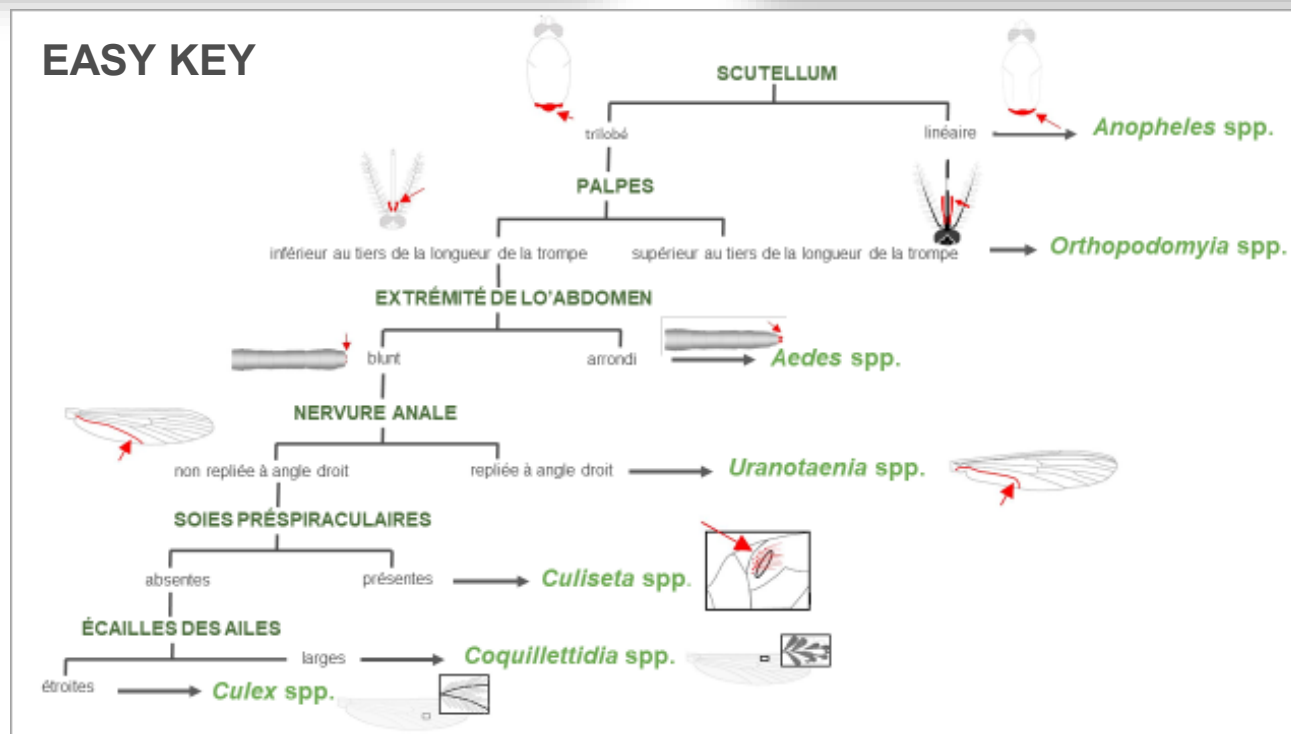 EASY KEY
SCUTELLUM
trilobé
linéaire
Anopheles spp.
PALPES
inférieur au tiers de la longueur de la trompe
supérieur au tiers de la longueur de la trompe
Orthopodomyia spp.
EXTRÉMITÉ DE LO'ABDOMEN
blunt
arrondi
Aedes spp.
NERVURE ANALE
non repliée à angle droit
repliée à angle droit
Uranotaenia spp.
SOIES PRÉSPIRACULAIRES
absentes
présentes
Culiseta spp.
ÉCAILLES DES AILES
larges
Coquillettidia spp.
étroites
Culex spp.